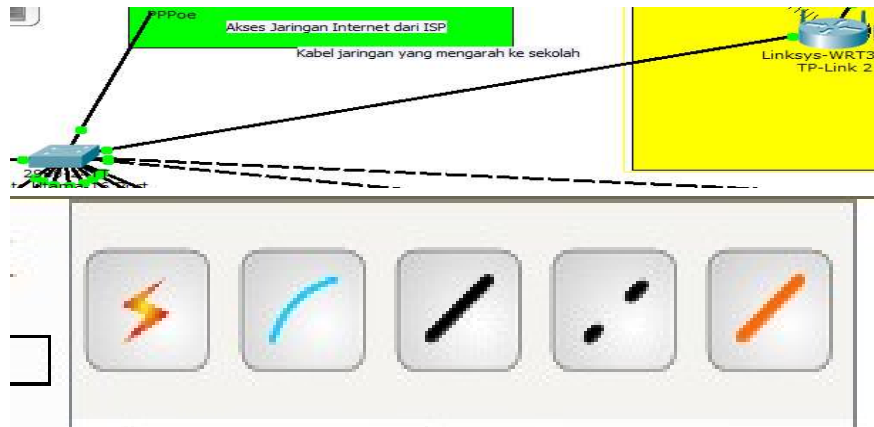 PPPoe
Akses Jaringan Internet dari ISP
Kabel jaringan yang mengarah ke sekolah
Linksys-WRT3
TP-Link 2